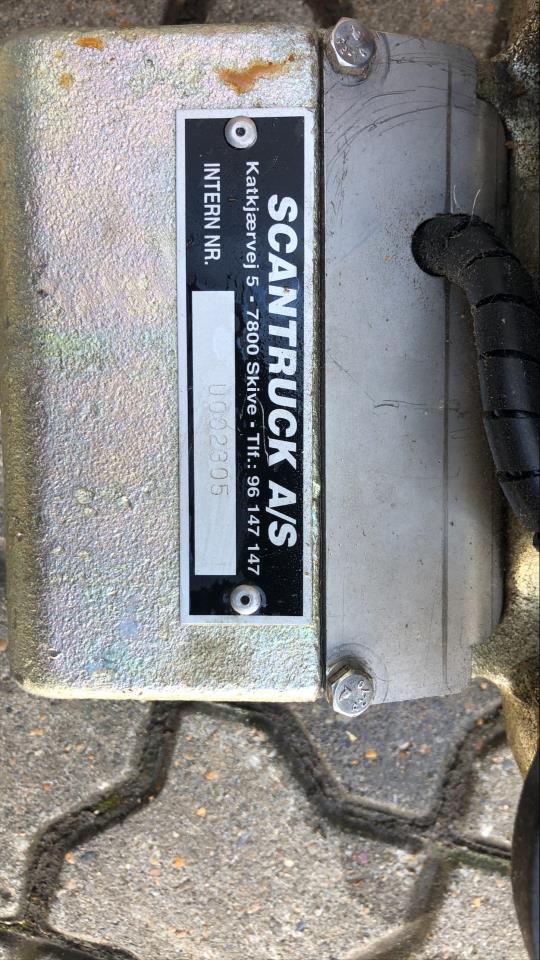 SCANTRUCK A/S
Katkjærvej 5 - 7800 Skive - Tlf.: 96 147 147
INTERN NR.
0002305